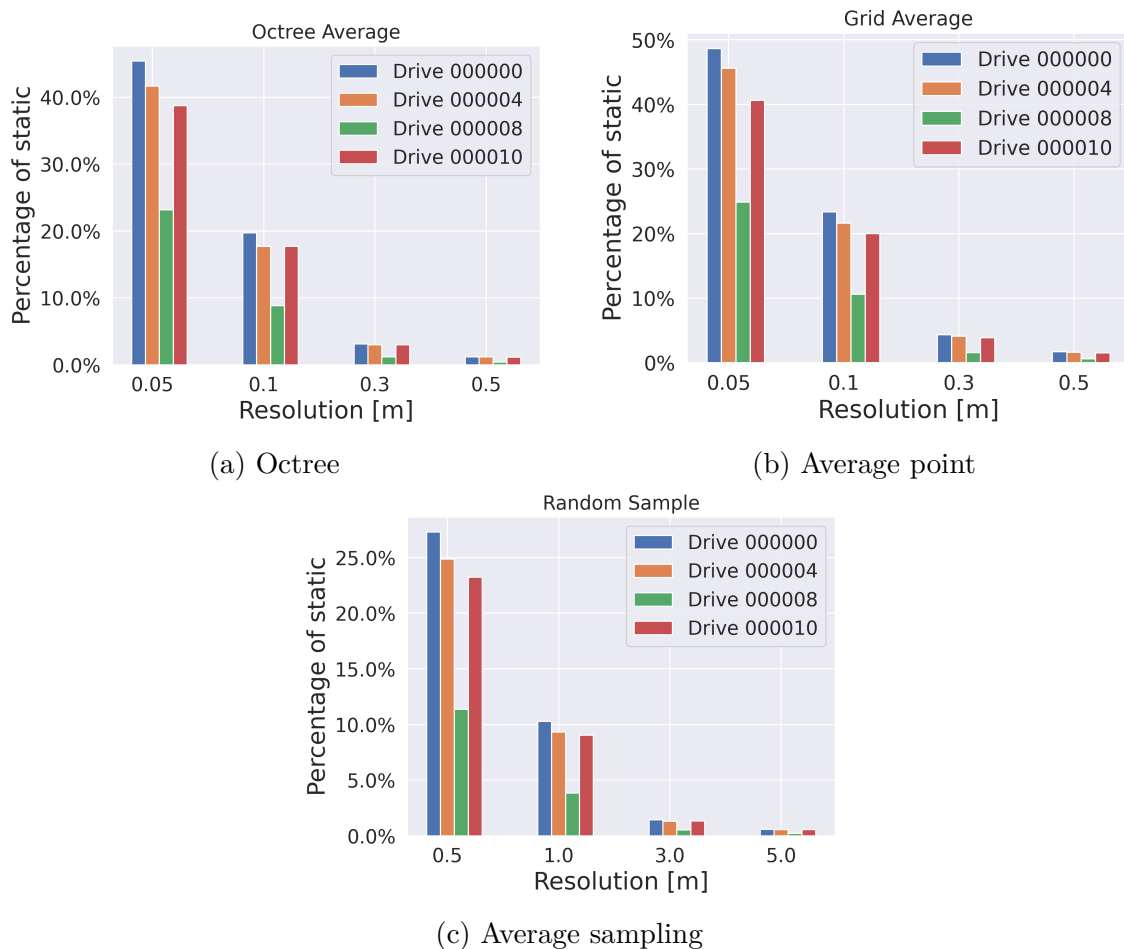 Octree Average
Percentage of static
40.0%
30.0%
20.0%
10.0%
0.0%
Drive 000000
Drive 000004
Drive 000008
Drive 000010
0.05 0.1 0.3 0.5
Resolution [m]
(a) Octree
Grid Average
Percentage of static
50%
40%
30%
20%
10%
0%
Drive 000000
Drive 000004
Drive 000008
Drive 000010
0.05 0.1 0.3 0.5
Resolution [m]
(b) Average point
Random Sample
Percentage of static
25.0%
20.0%
15.0%
10.0%
5.0%
0.0%
Drive 000000
Drive 000004
Drive 000008
Drive 000010
0.5 1.0 3.0 5.0
Resolution [m]
(c) Average sampling